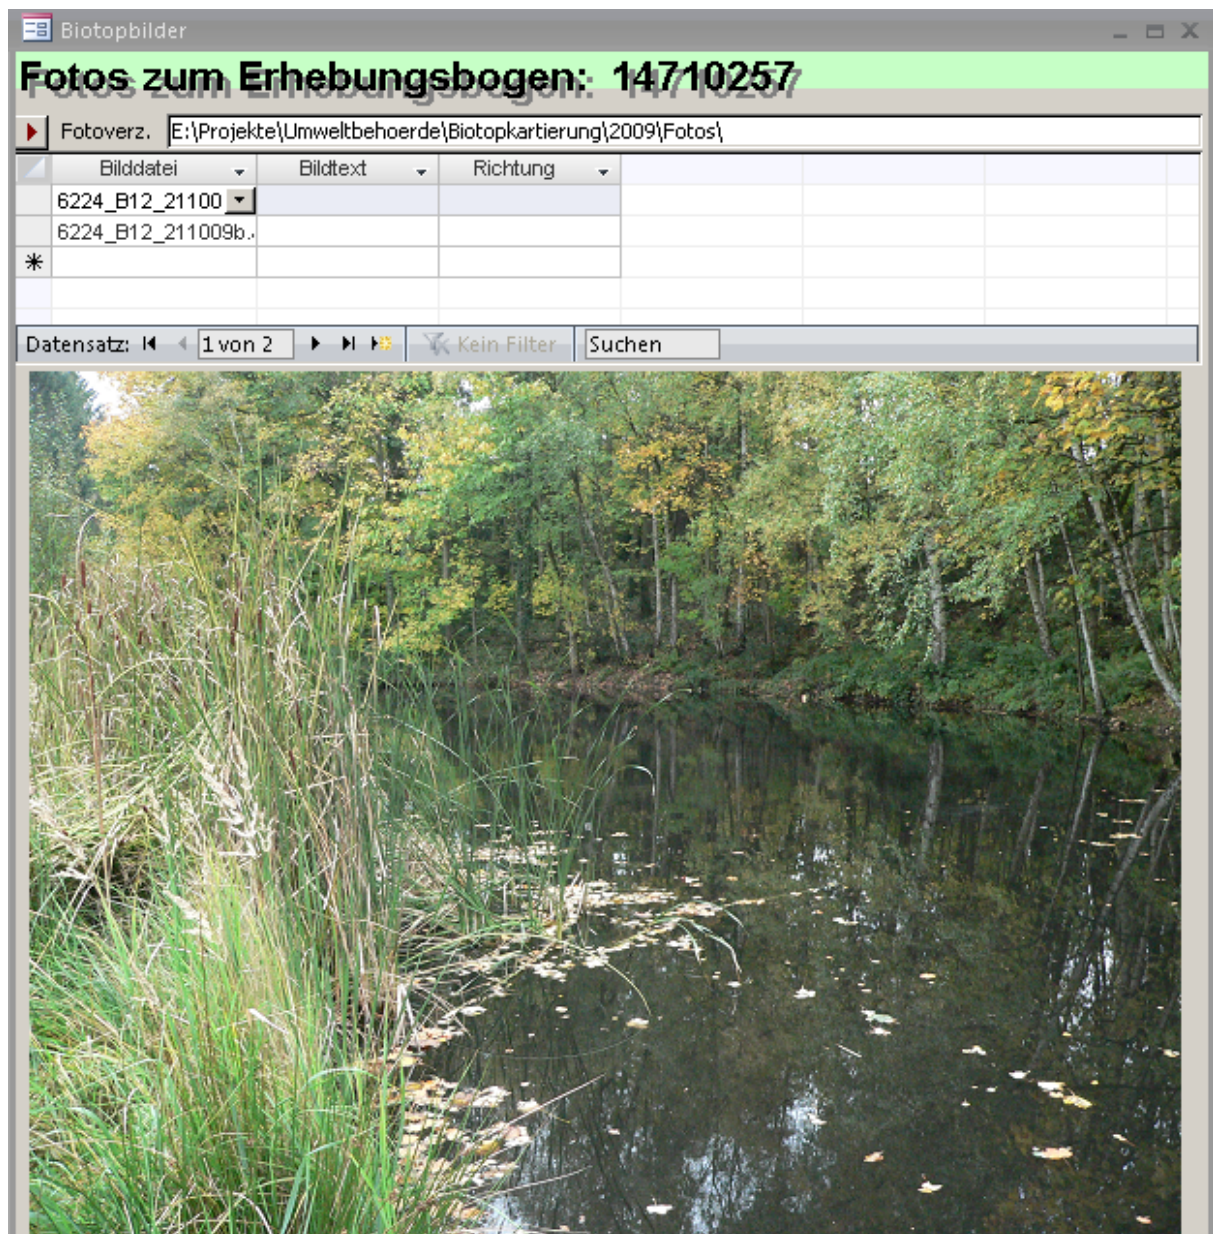 Biotopbilder
Fotos zum Erhebungsbogen: 14710257
Fotoverz. E:\Projekte\Umweltbehoerde\Biotopkartierung\2009\Fotos\
Bilddatei Bildtext Richtung
6224_B12_21100
6224_B12_211009b.
Datensatz: 1 von 2 Kein Filter Suchen